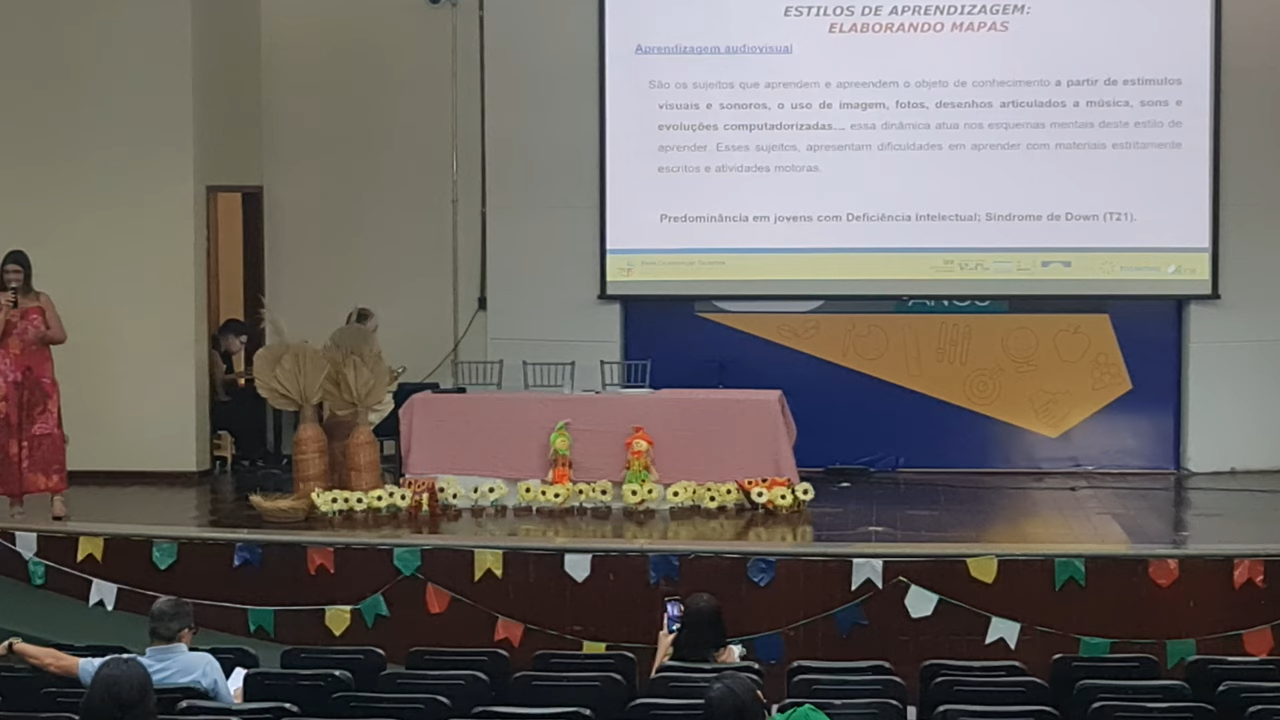 ESTILOS DE APRENDIZAGEM:
ELABORANDO MAPAS
Aprendizagem audiovisual
São os sujeitos que aprendem e apreendem o objeto de conhecimento a partir de estímulos
visuais e sonoros, o uso de imagem, fotos, desenhos articulados a música, sons e
evoluções computadorizadas... essa dinâmica atua nos esquemas mentais deste estilo de
aprender. Esses sujeitos, apresentam dificuldades em aprender com materiais estritamente
escritos e atividades motoras.
Predominância em jovens com Deficiência Intelectual; Síndrome de Down (T21).
ANOS